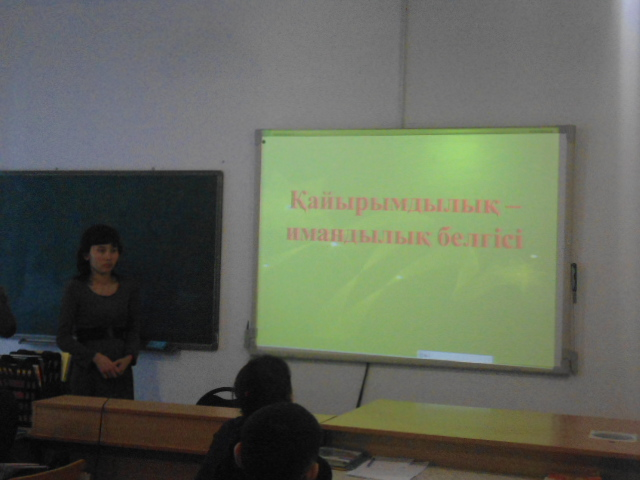 Қайырымдылық –
имандылық белгісі